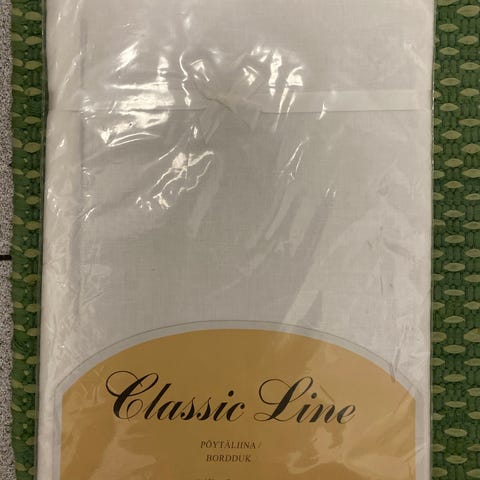 Classic Line
PÖYTÄLIINA /
BORDDUK